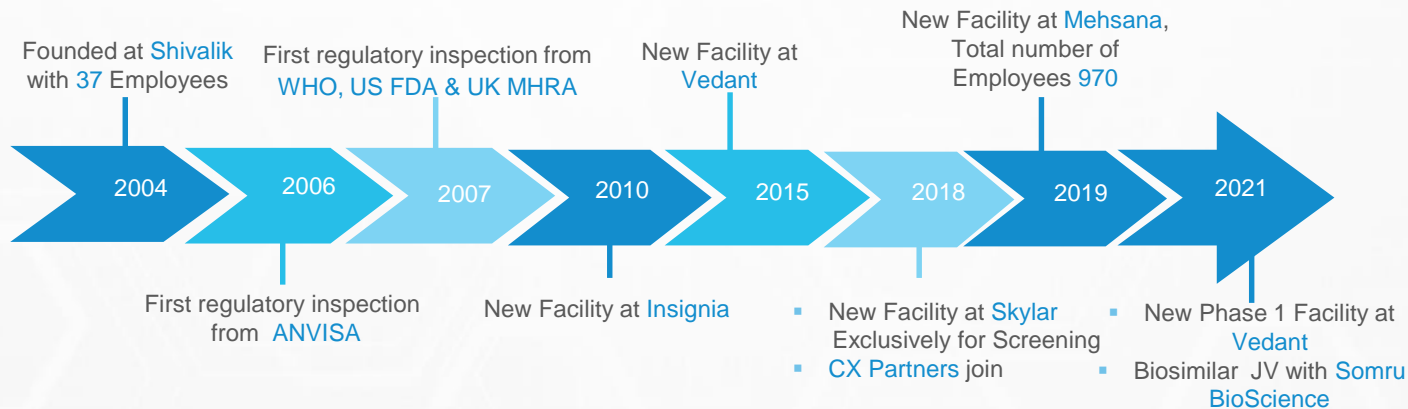 Founded at Shivalik
with 37 Employees
First regulatory inspection from
WHO, US FDA & UK MHRA
New Facility at
Vedant
New Facility at Mehsana,
Total number of
Employees 970
2004
2006
2007
2010
2015
2018
2019
2021
First regulatory inspection
from ANVISA
New Facility at Insignia
▪ New Facility at Skylar
Exclusively for Screening
▪ CX Partners join
▪ New Phase 1 Facility at
Vedant
▪ Biosimilar JV with Somru
BioScience